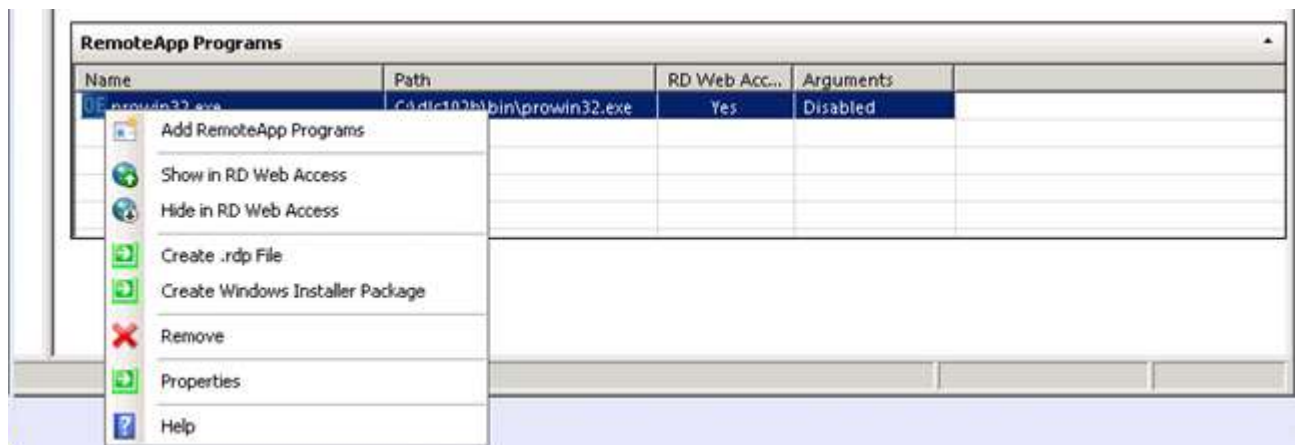 RemoteApp Programs
Name Path RD Web Acc... Arguments
prowin32.exe C:\dlc102b\bin\prowin32.exe Yes Disabled
Add RemoteApp Programs
Show in RD Web Access
Hide in RD Web Access
Create .rdp File
Create Windows Installer Package
Remove
Properties
Help